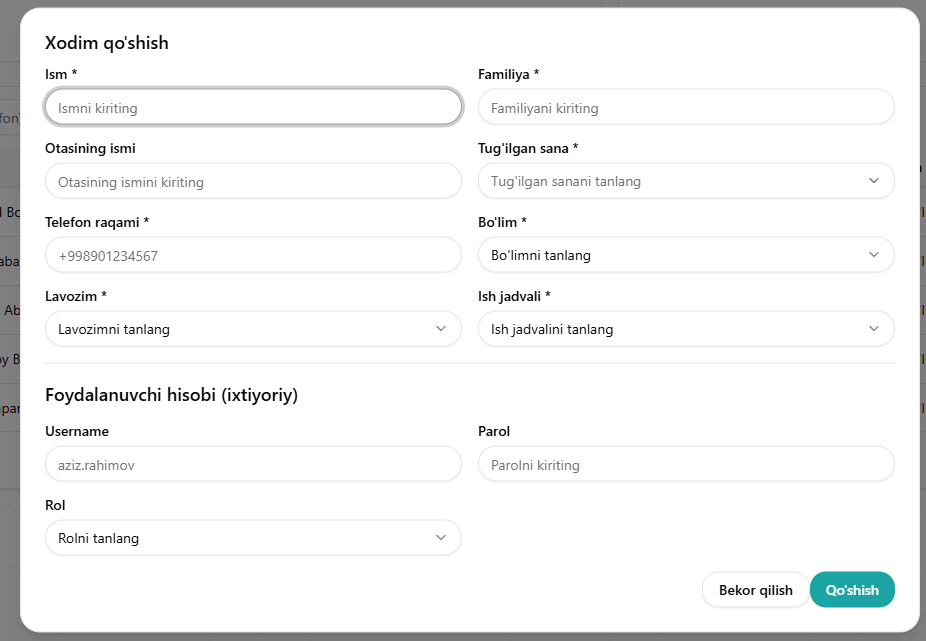 Xodim qo'shish
Ism *
Familiya *
Ismni kiriting
Familiyani kiriting
Otasining ismi
Tug'ilgan sana *
Otasining ismini kiriting
Tug'ilgan sanani tanlang
Telefon raqami *
Bo'lim *
+998901234567
Bo'limni tanlang
Lavozim *
Ish jadvali *
Lavozimni tanlang
Ish jadvalini tanlang
Foydalanuvchi hisobi (ixtiyoriy)
Username
Parol
aziz.rahimov
Parolni kiriting
Rol
Rolni tanlang
Bekor qilish
Qo'shish